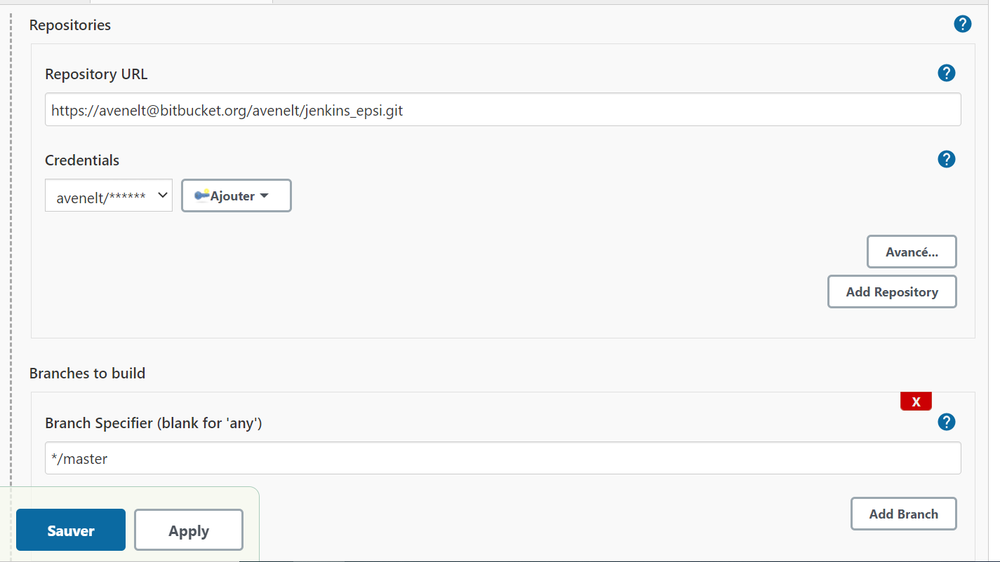 Repositories
?
Repository URL
?
https://avenelt@bitbucket.org/avenelt/jenkins_epsi.git
Credentials
?
avenelt/****** Ajouter
Avancé...
Add Repository
Branches to build
X
Branch Specifier (blank for 'any')
?
*/master
Add Branch
Sauver Apply